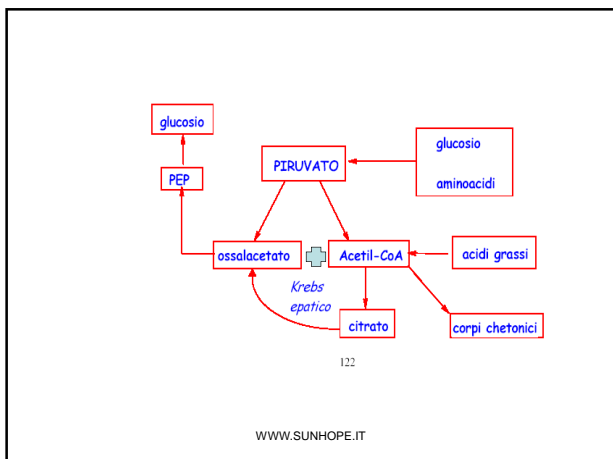 glucosio
PIRUVATO
glucosio
aminoacidi
PEP
ossalacetato
Acetil-CoA
acidi grassi
Krebs
epatico
citrato
corpi chetonici
122
WWW.SUNHOPE.IT